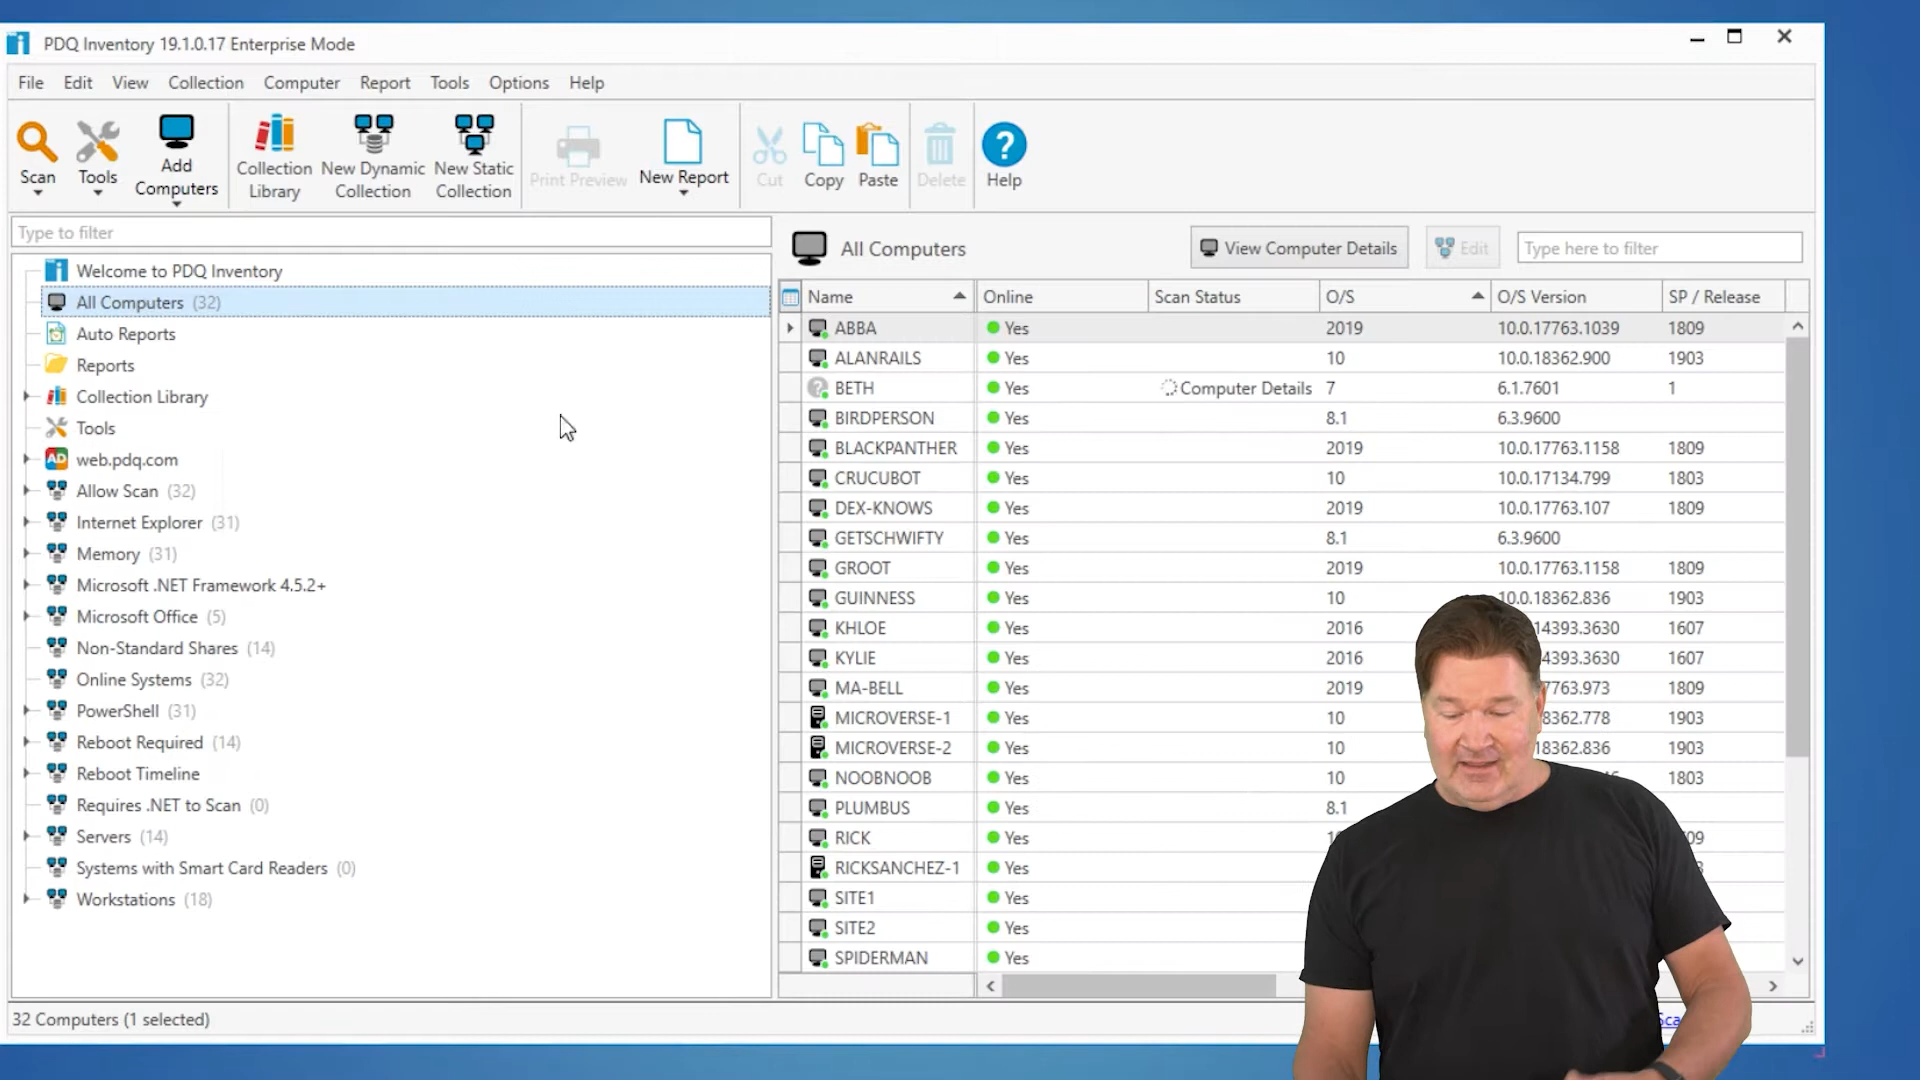 PDQ Inventory 19.1.0.17 Enterprise Mode
File Edit View Collection Computer Report Tools Options Help
Scan Tools Add Computers Collection Library New Dynamic Collection New Static Collection Print Preview New Report Cut Copy Paste Delete Help
Type to filter
Welcome to PDQ Inventory
All Computers (32)
Auto Reports
Reports
Collection Library
Tools
AD web.pdq.com
Allow Scan (32)
Internet Explorer (31)
Memory (31)
Microsoft .NET Framework 4.5.2+
Microsoft Office (5)
Non-Standard Shares (14)
Online Systems (32)
PowerShell (31)
Reboot Required (14)
Reboot Timeline
Requires .NET to Scan (0)
Servers (14)
Systems with Smart Card Readers (0)
Workstations (18)
All Computers View Computer Details Edit Type here to filter
Name Online Scan Status O/S O/S Version SP / Release
ABBA Yes 2019 10.0.17763.1039 1809
ALANRAILS Yes 10 10.0.18362.900 1903
BETH Yes Computer Details 7 6.1.7601 1
BIRDPERSON Yes 8.1 6.3.9600
BLACKPANTHER Yes 2019 10.0.17763.1158 1809
CRUCUBOT Yes 10 10.0.17134.799 1803
DEX-KNOWS Yes 2019 10.0.17763.107 1809
GETSCHWIFTY Yes 8.1 6.3.9600
GROOT Yes 2019 10.0.17763.1158 1809
GUINNESS Yes 10 10.0.18362.836 1903
KHLOE Yes 2016 14393.3630 1607
KYLIE Yes 2016 4393.3630 1607
MA-BELL Yes 2019 7763.973 1809
MICROVERSE-1 Yes 10 8362.778 1903
MICROVERSE-2 Yes 10 18362.836 1903
NOOBNOOB Yes 10 1803
PLUMBUS Yes 8.1
RICK Yes
RICKSANCHEZ-1 Yes
SITE1 Yes
SITE2 Yes
SPIDERMAN Yes
32 Computers (1 selected)